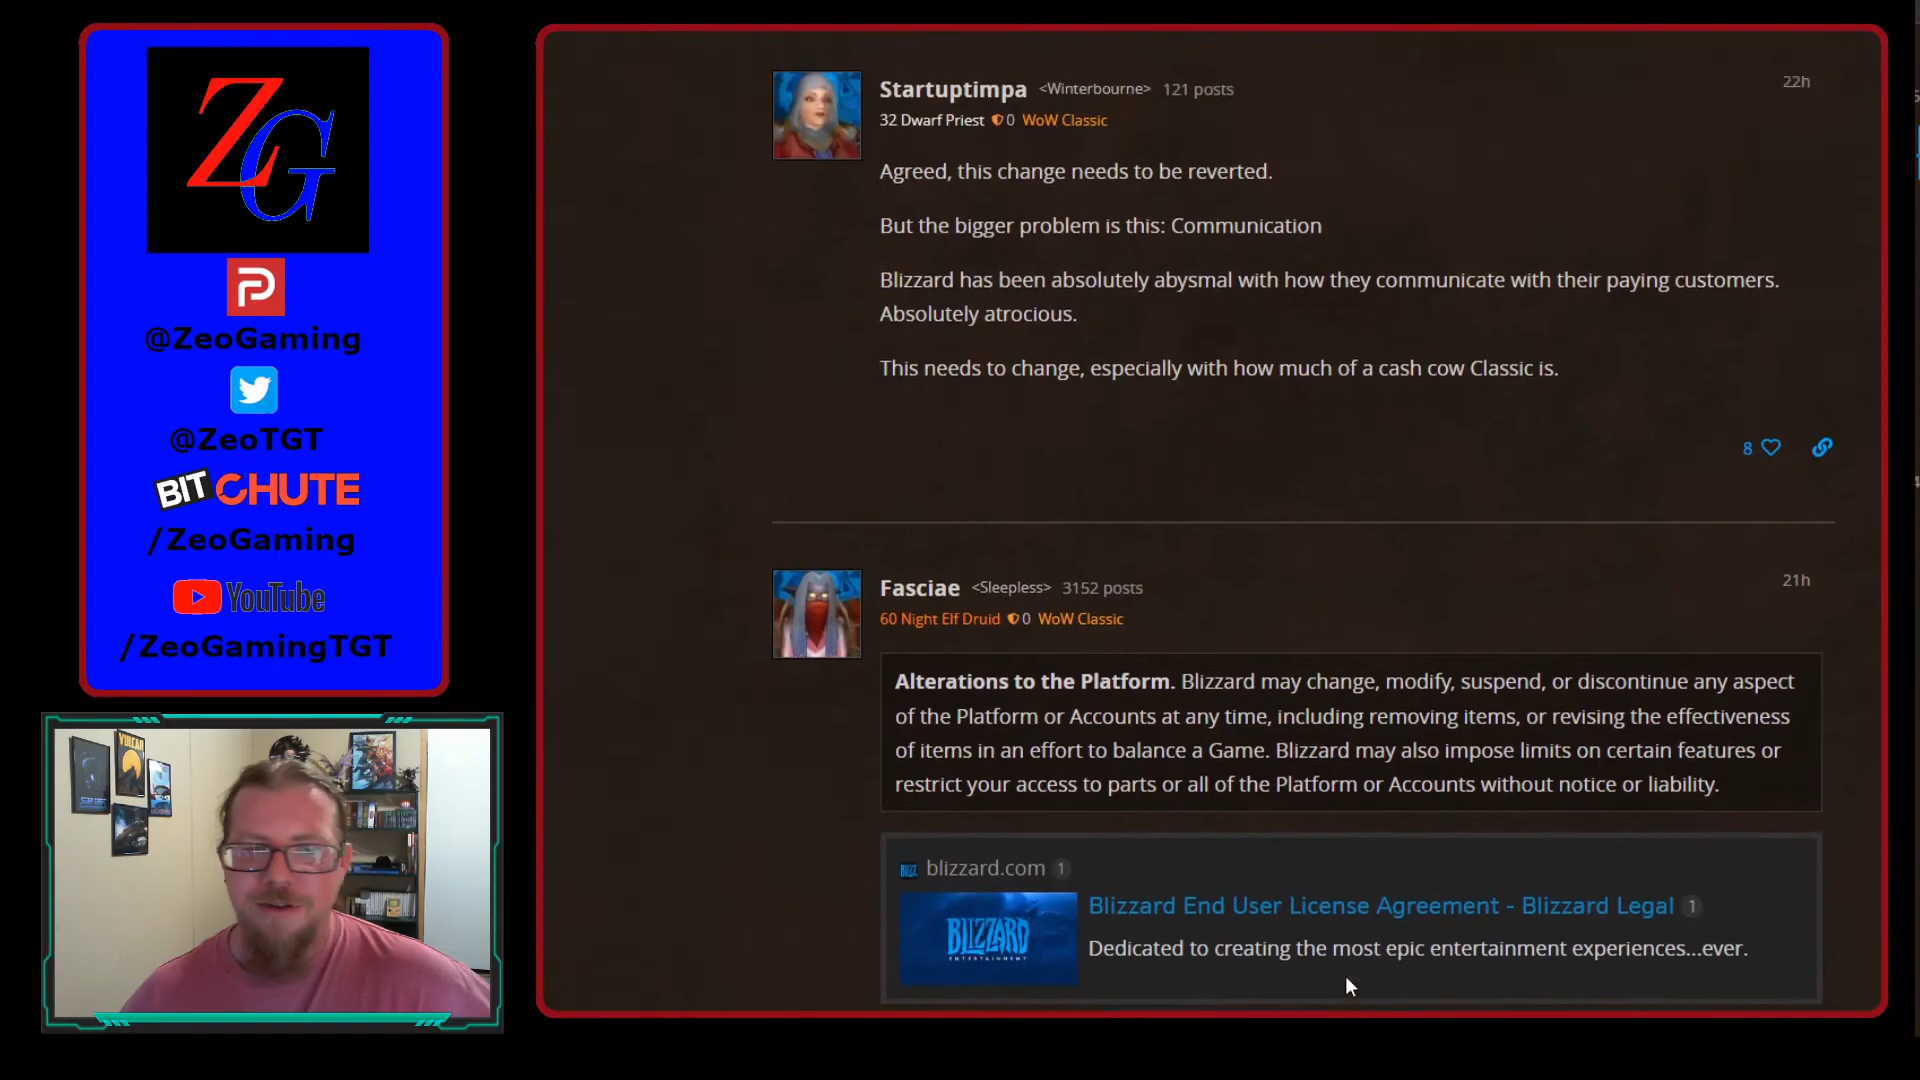 ZG
@ZeoGaming
@ZeoTGT
BITCHUTE
/ZeoGaming
YouTube
/ZeoGamingTGT
VULCAN
Startuptimpa <Winterbourne> 121 posts 22h
32 Dwarf Priest 0 WoW Classic
Agreed, this change needs to be reverted.
But the bigger problem is this: Communication
Blizzard has been absolutely abysmal with how they communicate with their paying customers.
Absolutely atrocious.
This needs to change, especially with how much of a cash cow Classic is.
8
Fasciae <Sleepless> 3152 posts 21h
60 Night Elf Druid 0 WoW Classic
Alterations to the Platform. Blizzard may change, modify, suspend, or discontinue any aspect
of the Platform or Accounts at any time, including removing items, or revising the effectiveness
of items in an effort to balance a Game. Blizzard may also impose limits on certain features or
restrict your access to parts or all of the Platform or Accounts without notice or liability.
BLIZZ blizzard.com 1
BLIZZARD
ENTERTAINMENT
Blizzard End User License Agreement - Blizzard Legal 1
Dedicated to creating the most epic entertainment experiences...ever.